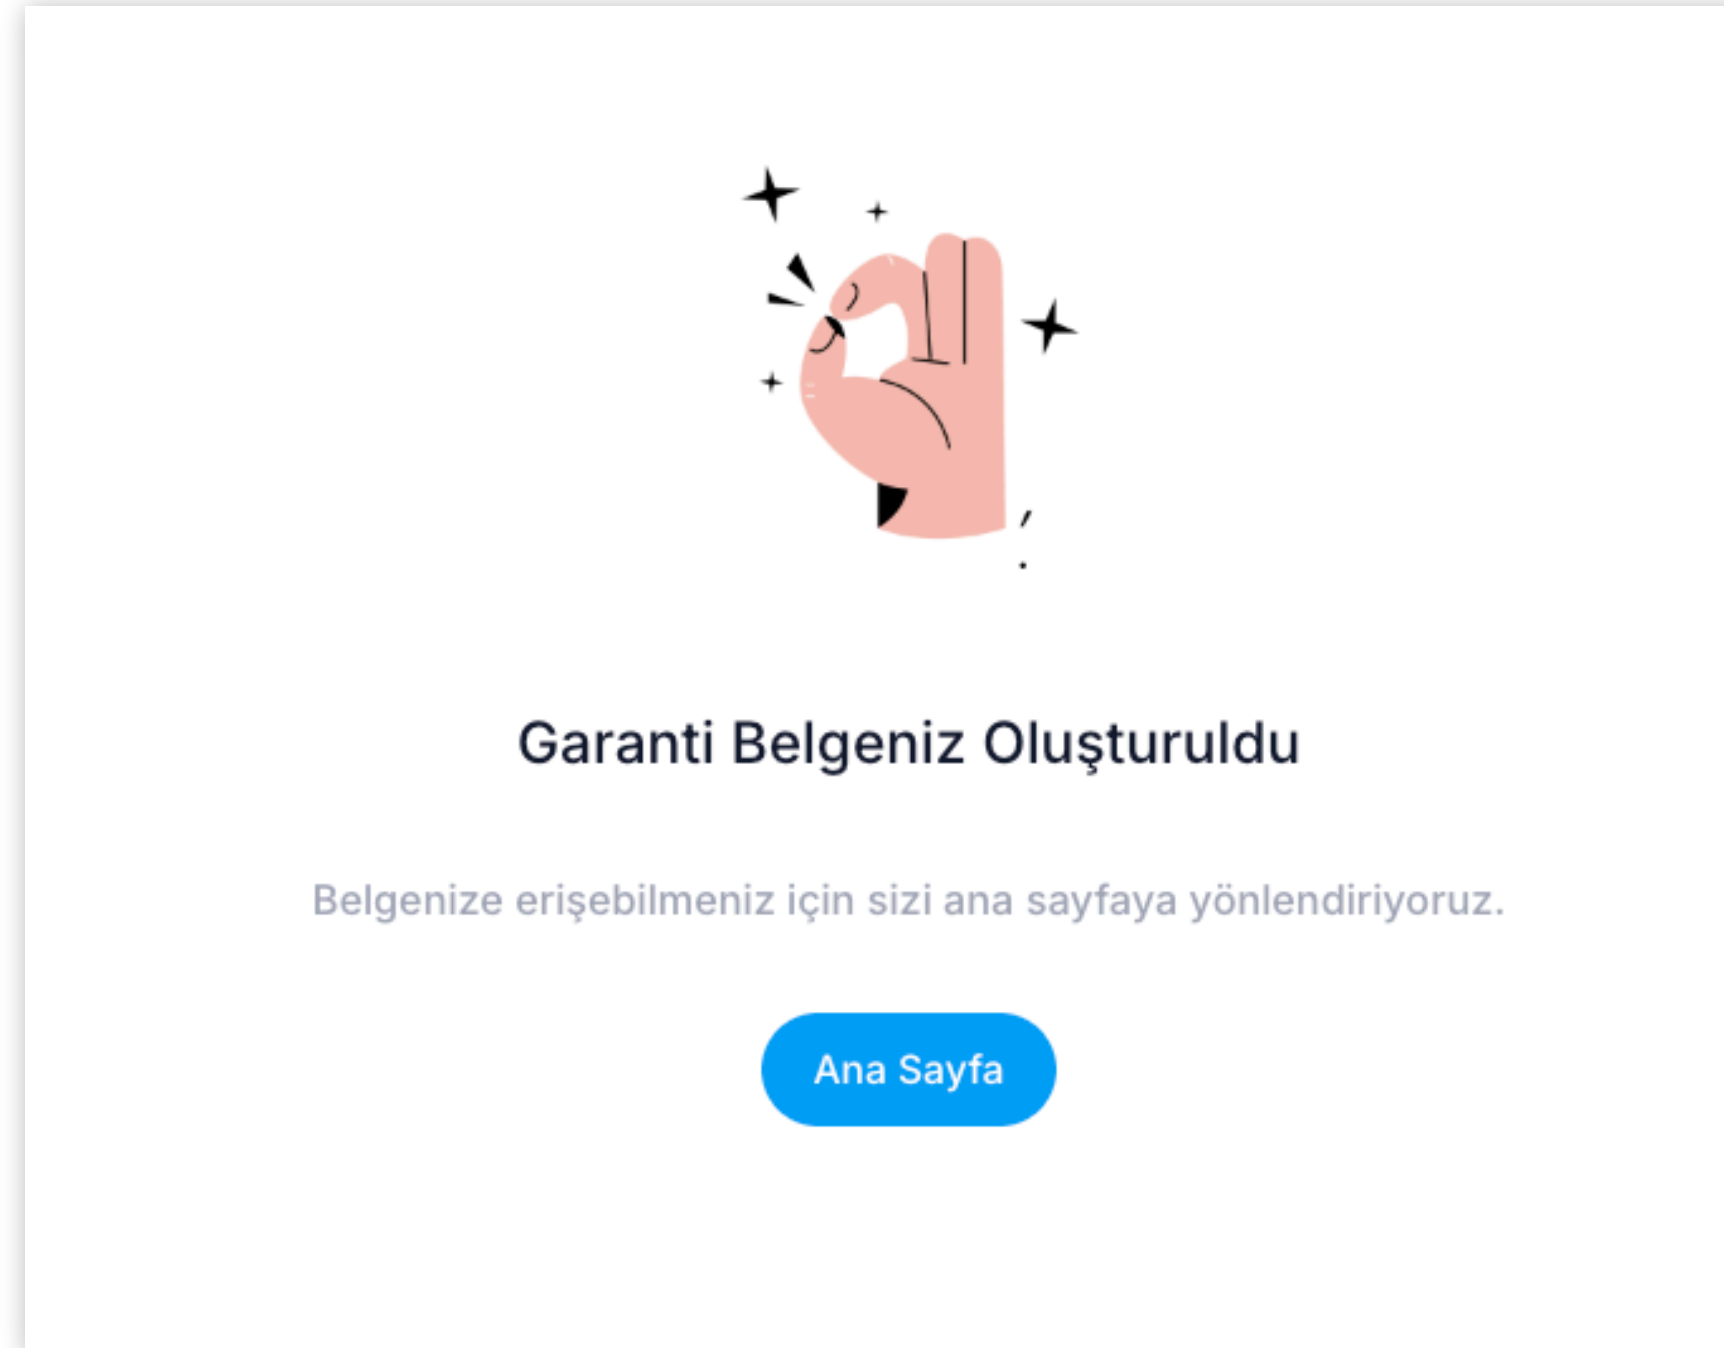 Garanti Belgeniz Oluşturuldu
Belgenize erişebilmeniz için sizi ana sayfaya yönlendiriyoruz.
Ana Sayfa